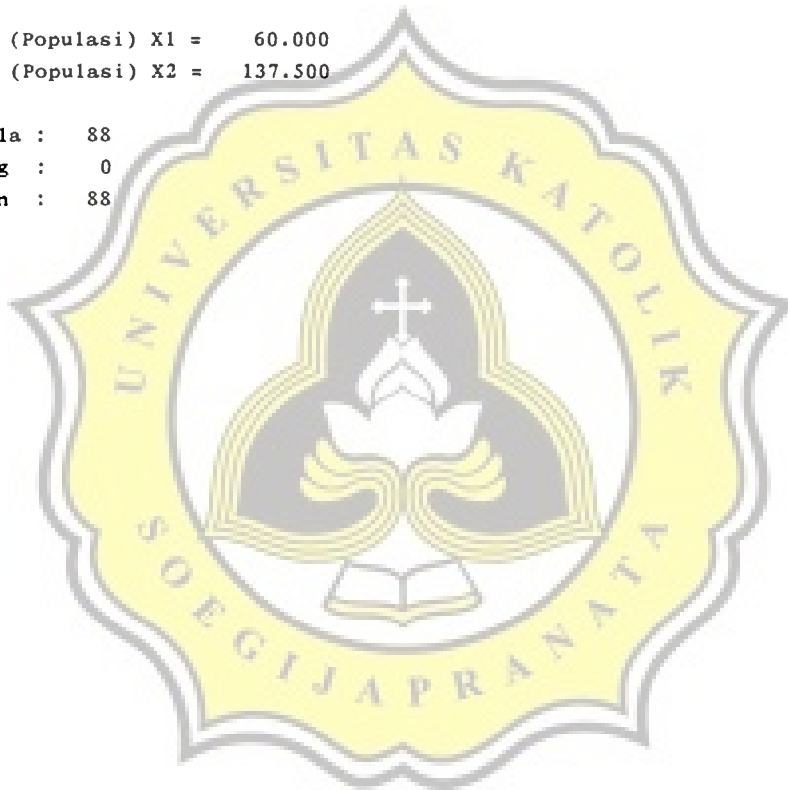 (Populasi) X1 = 60.000
(Populasi) X2 = 137.500
la : 88
g : 0
n : 88
UNIVERSITAS KATOLIK
SOEGIJAPRANATA